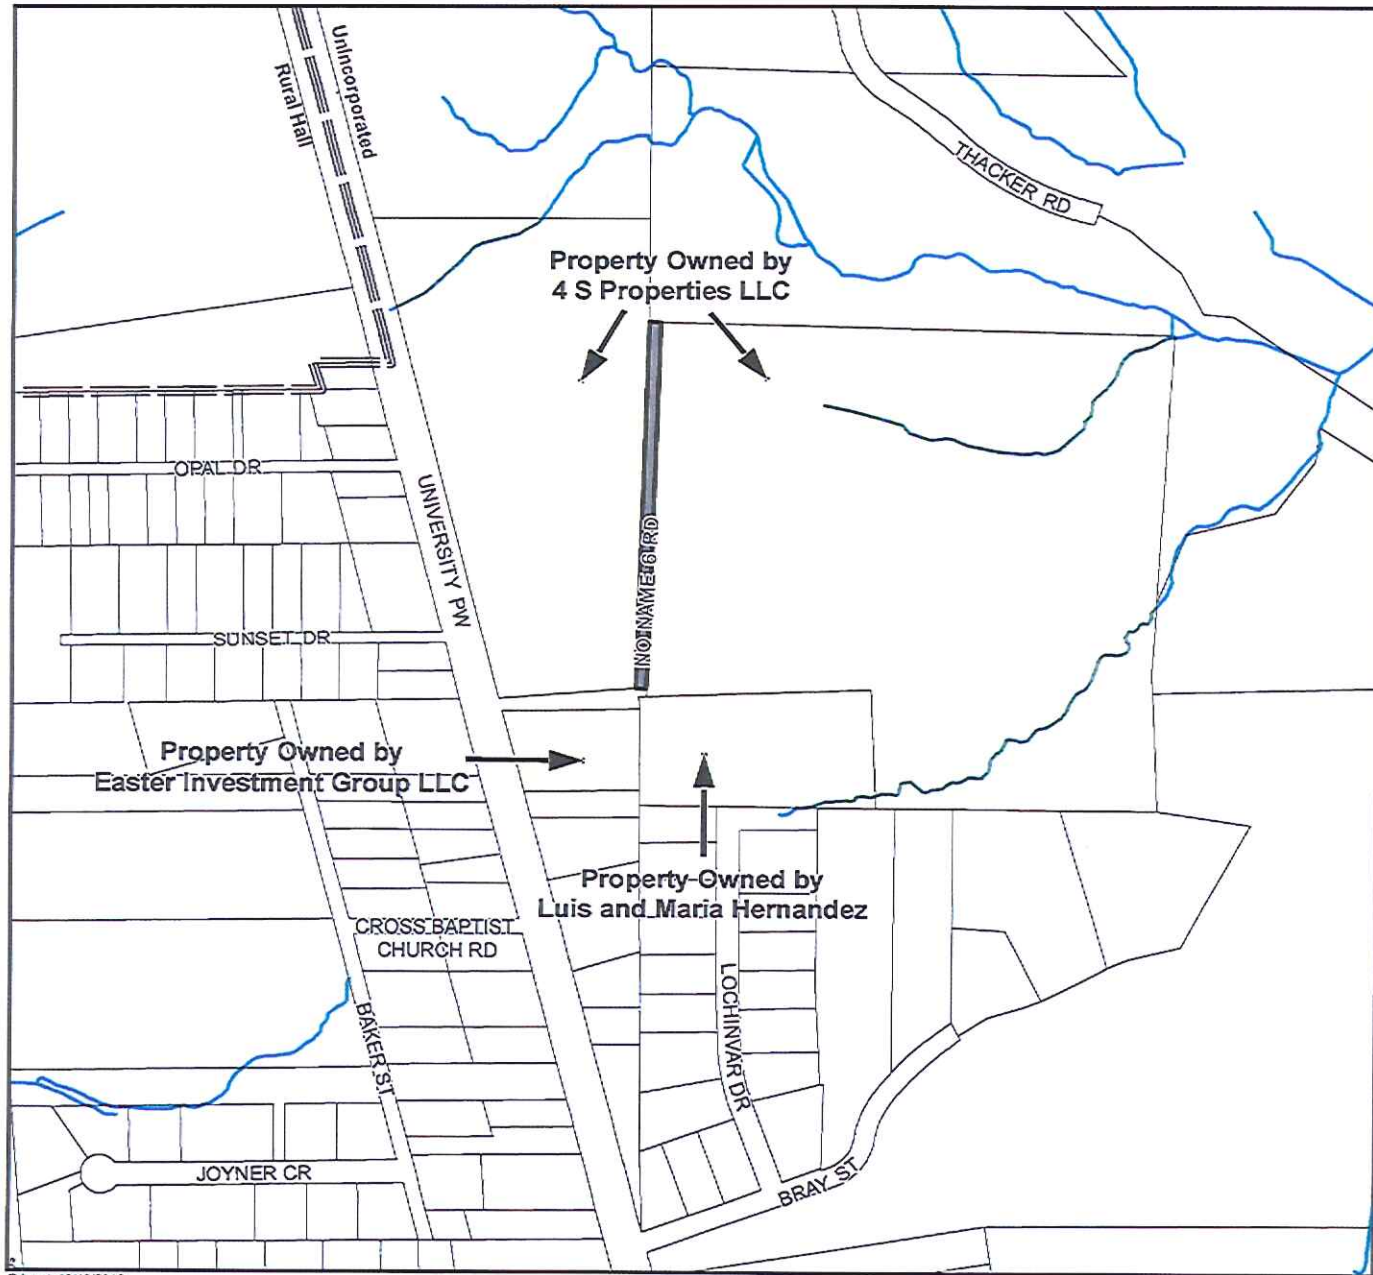 Unincorporated
Rural Hall
THACKER RD
Property Owned by
4 S Properties LLC
OPAL DR
UNIVERSITY PW
NO NAME 6 RD
SUNSET DR
Property Owned by
Easter Investment Group LLC
Property Owned by
Luis and Maria Hernandez
CROSS BAPTIST
CHURCH RD
LOCHINVAR DR
BAKER ST
JOYNER CR
BRAY ST